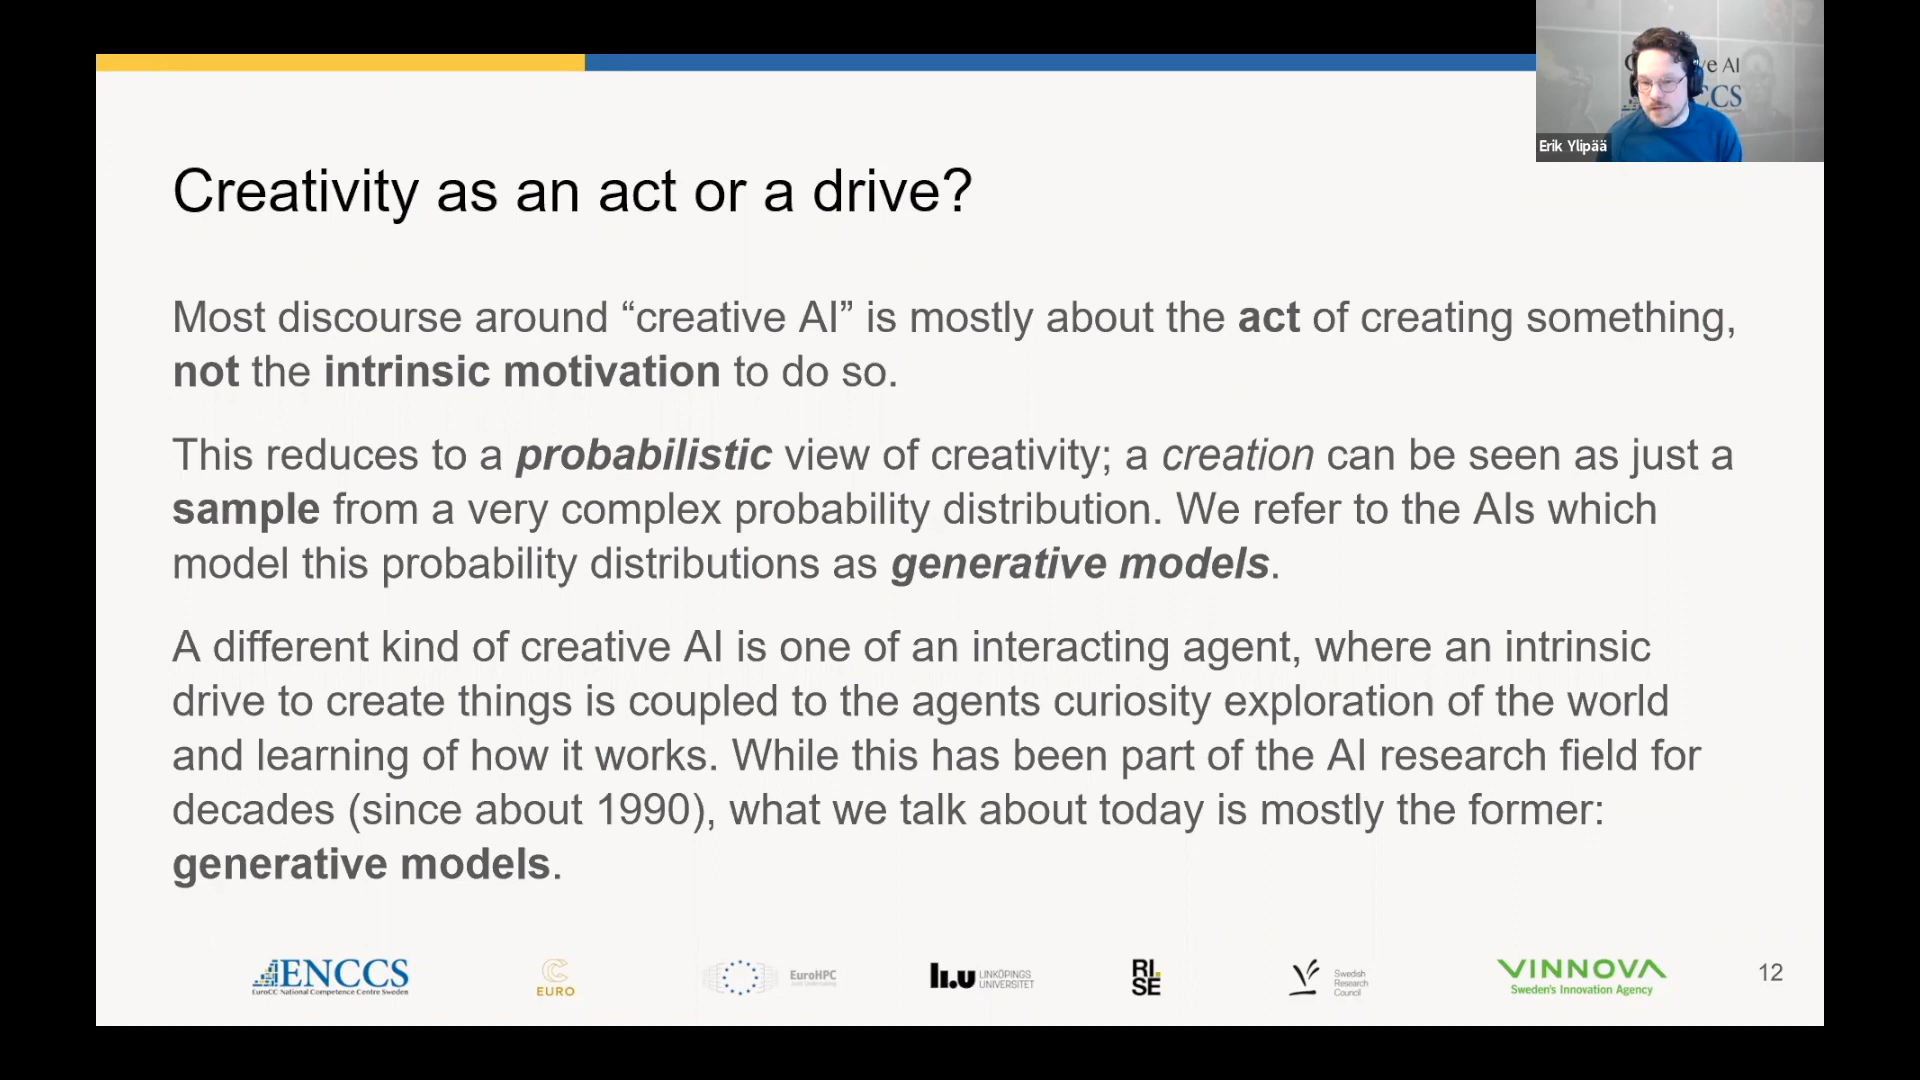 ve AI
CCS
Erik Ylipää
Creativity as an act or a drive?
Most discourse around “creative AI” is mostly about the act of creating something,
not the intrinsic motivation to do so.
This reduces to a probabilistic view of creativity; a creation can be seen as just a
sample from a very complex probability distribution. We refer to the AIs which
model this probability distributions as generative models.
A different kind of creative AI is one of an interacting agent, where an intrinsic
drive to create things is coupled to the agents curiosity exploration of the world
and learning of how it works. While this has been part of the AI research field for
decades (since about 1990), what we talk about today is mostly the former:
generative models.
ENCCS
EuroCC National Competence Centre Sweden
EURO
EuroHPC
Joint Undertaking
li.u LINKÖPINGS
UNIVERSITET
RI.
SE
Swedish
Research
Council
VINNOVA
Sweden's Innovation Agency
12